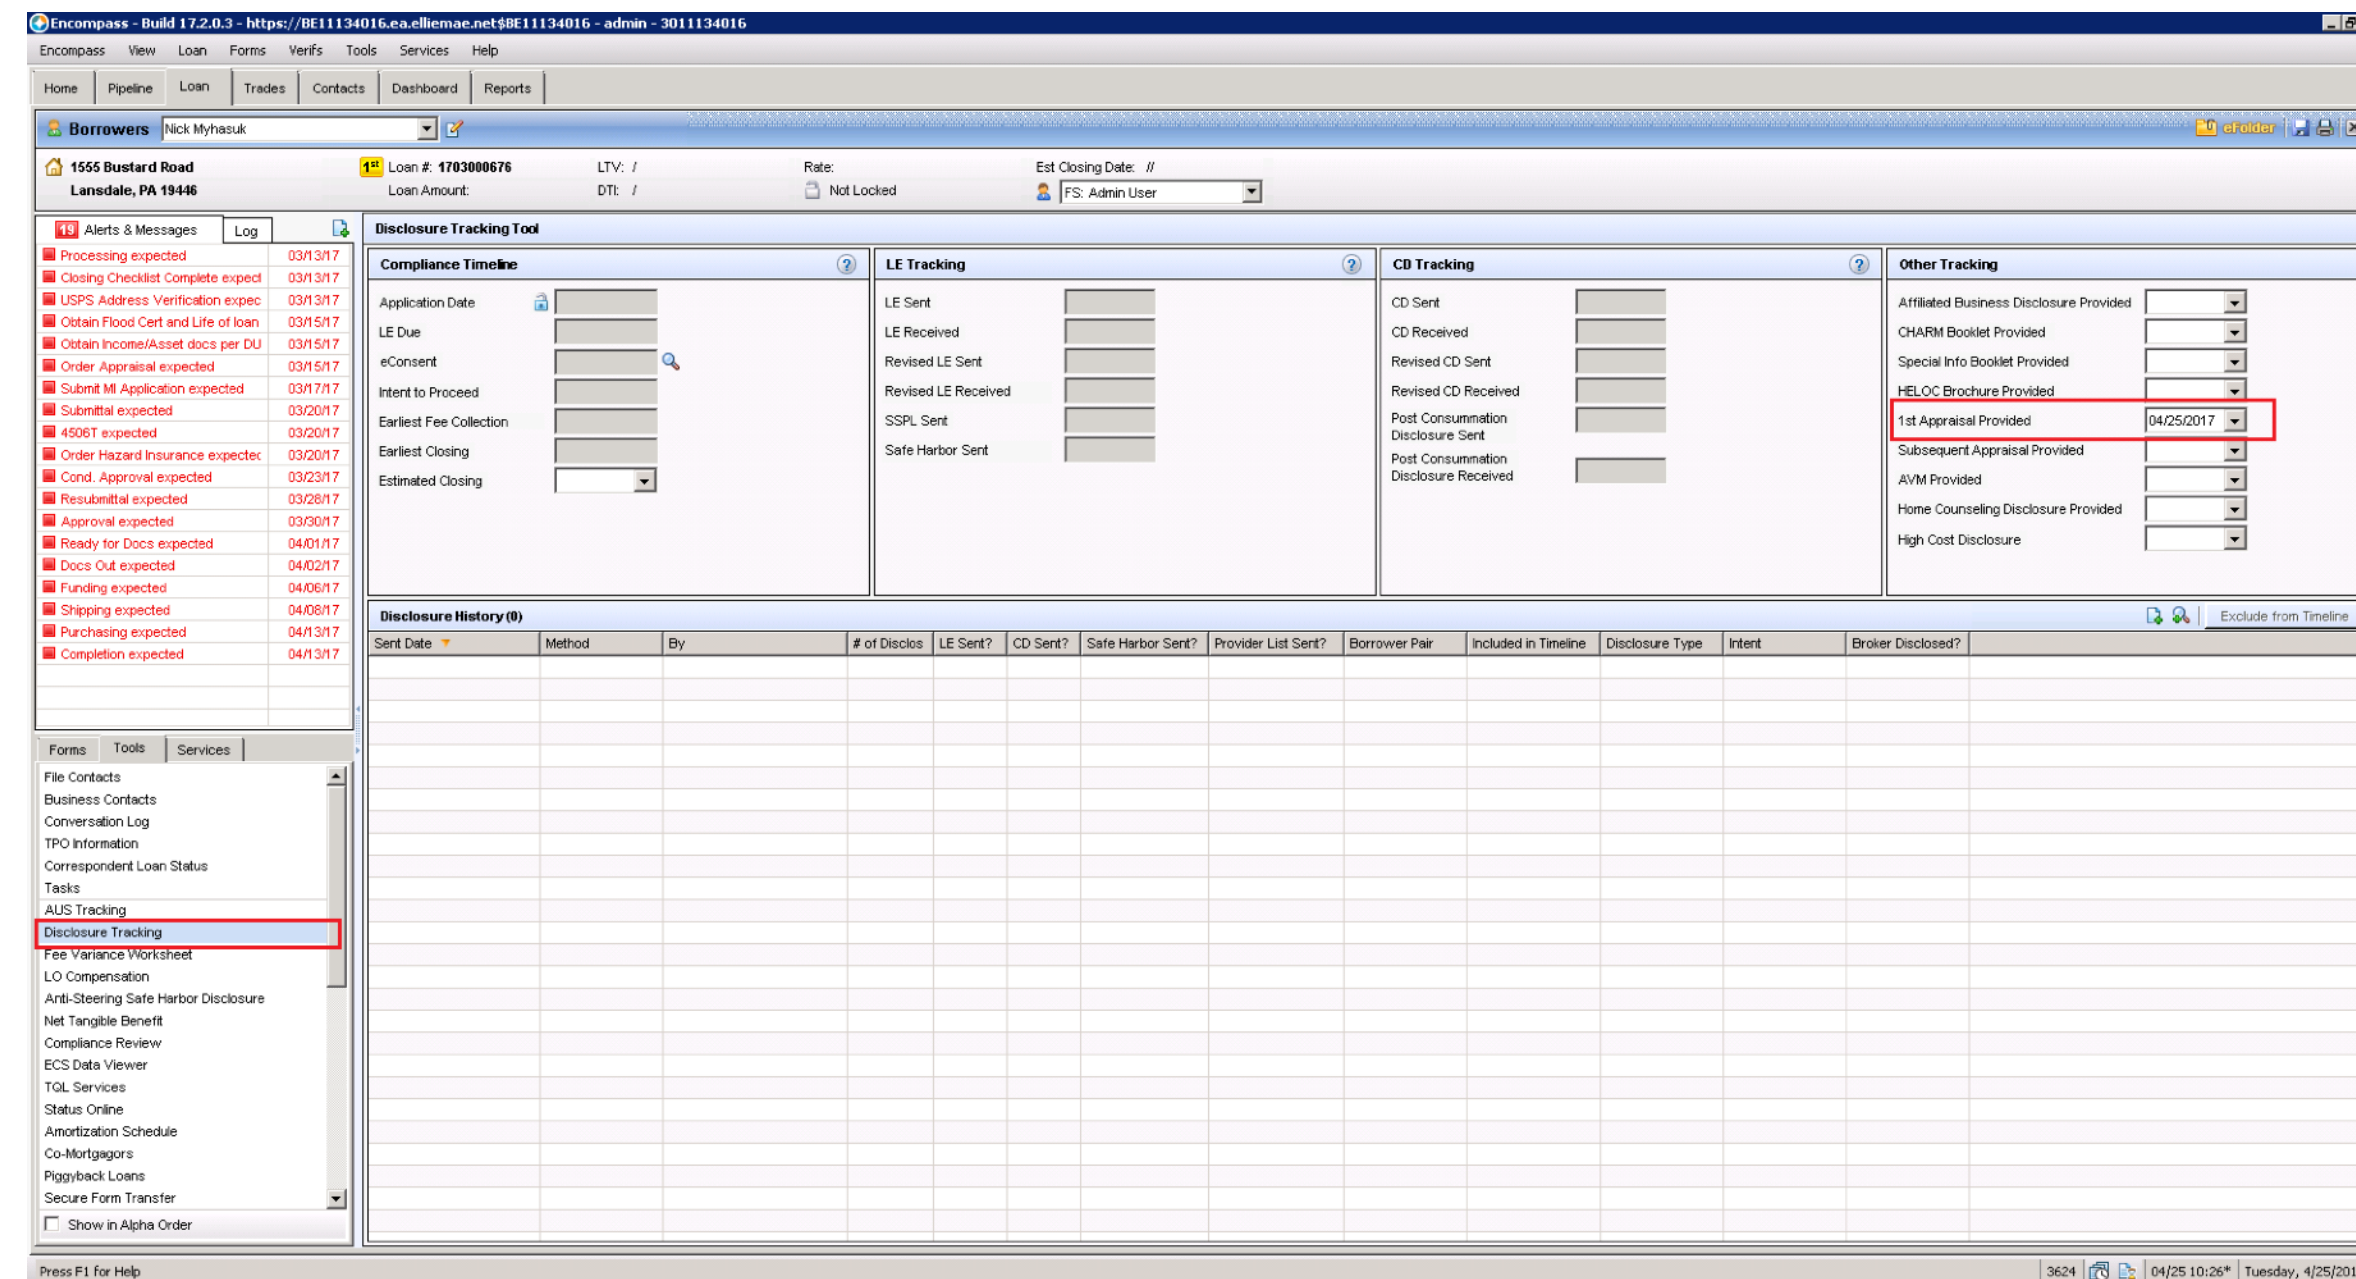 Encompass - Build 17.2.0.3 - https://BE11134016.ea.elliemae.net$BE11134016 - admin - 3011134016
Encompass View Loan Forms Verifs Tools Services Help
Home Pipeline Loan Trades Contacts Dashboard Reports
Borrowers Nick Myhasuk eFolder
1555 Bustard Road 1st Loan #: 1703000676 LTV: / Rate: Est Closing Date: //
Lansdale, PA 19446 Loan Amount: DTI: / Not Locked FS: Admin User
19 Alerts & Messages Log
Processing expected 03/13/17
Closing Checklist Complete expect 03/13/17
USPS Address Verification expec 03/13/17
Obtain Flood Cert and Life of loan 03/15/17
Obtain Income/Asset docs per DU 03/15/17
Order Appraisal expected 03/15/17
Submit MI Application expected 03/17/17
Submittal expected 03/20/17
4506T expected 03/20/17
Order Hazard Insurance expectec 03/20/17
Cond. Approval expected 03/23/17
Resubmittal expected 03/28/17
Approval expected 03/30/17
Ready for Docs expected 04/01/17
Docs Out expected 04/02/17
Funding expected 04/06/17
Shipping expected 04/08/17
Purchasing expected 04/13/17
Completion expected 04/13/17
Forms Tools Services
File Contacts
Business Contacts
Conversation Log
TPO Information
Correspondent Loan Status
Tasks
AUS Tracking
Disclosure Tracking
Fee Variance Worksheet
LO Compensation
Anti-Steering Safe Harbor Disclosure
Net Tangible Benefit
Compliance Review
ECS Data Viewer
TQL Services
Status Online
Amortization Schedule
Co-Mortgagors
Piggyback Loans
Secure Form Transfer
Show in Alpha Order
Disclosure Tracking Tool
Compliance Timeline
Application Date
LE Due
eConsent
Intent to Proceed
Earliest Fee Collection
Earliest Closing
Estimated Closing
LE Tracking
LE Sent
LE Received
Revised LE Sent
Revised LE Received
SSPL Sent
Safe Harbor Sent
CD Tracking
CD Sent
CD Received
Revised CD Sent
Revised CD Received
Post Consummation
Disclosure Sent
Post Consummation
Disclosure Received
Other Tracking
Affiliated Business Disclosure Provided
CHARM Booklet Provided
Special Info Booklet Provided
HELOC Brochure Provided
1st Appraisal Provided 04/25/2017
Subsequent Appraisal Provided
AVM Provided
Home Counseling Disclosure Provided
High Cost Disclosure
Disclosure History (0) Exclude from Timeline
Sent Date Method By # of Disclos LE Sent? CD Sent? Safe Harbor Sent? Provider List Sent? Borrower Pair Included in Timeline Disclosure Type Intent Broker Disclosed?
Press F1 for Help 3624 04/25 10:26* Tuesday, 4/25/201